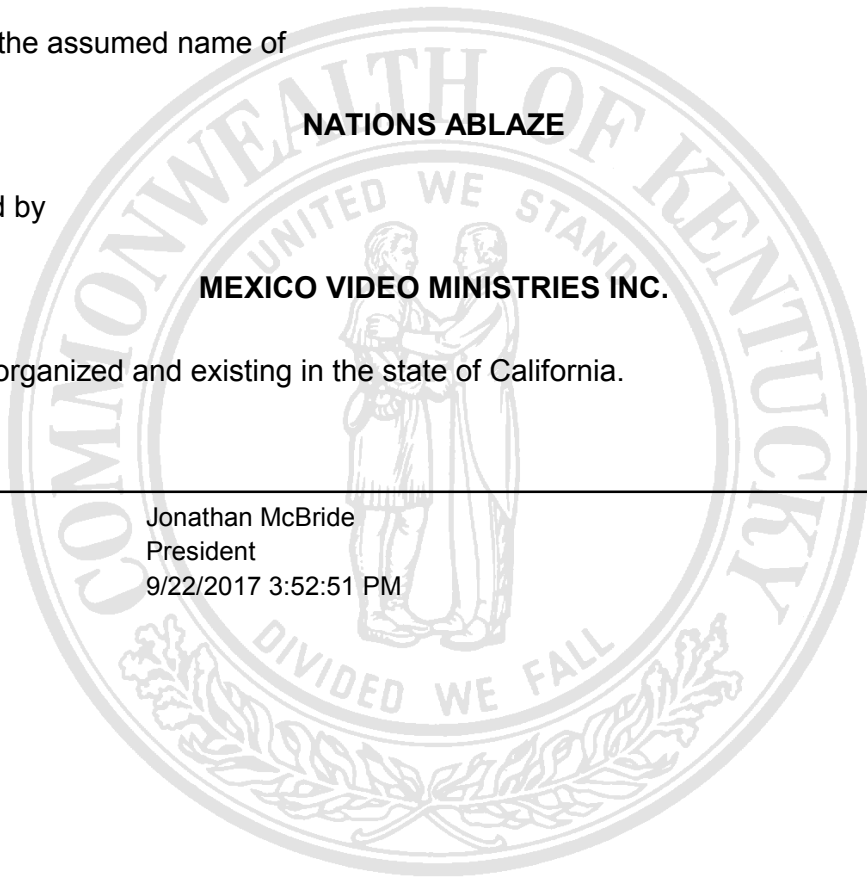 the assumed name of
NATIONS ABLAZE
d by
MEXICO VIDEO MINISTRIES INC.
organized and existing in the state of California.
Jonathan McBride
President
9/22/2017 3:52:51 PM
COMMONWEALTH OF KENTUCKY
UNITED WE STAND
DIVIDED WE FALL